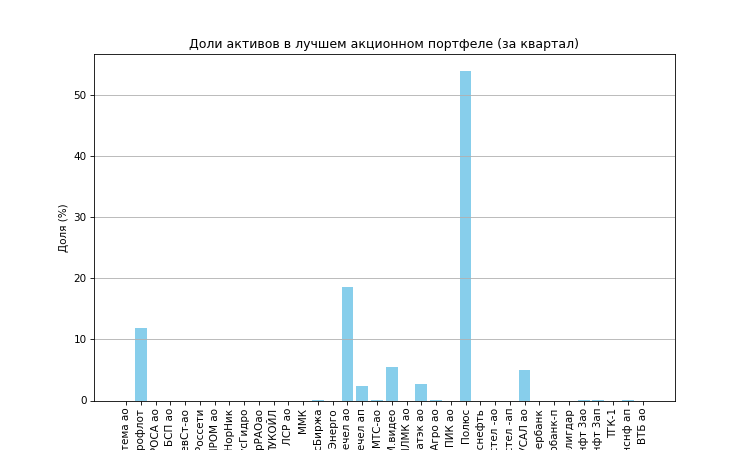 Доли активов в лучшем акционном портфеле (за квартал)
Доли (%)
50
40
30
20
10
0
тема ао
рофлот
РОСА ао
БСП ао
евСт-ао
Россети
ПРОМ ао
НорНик
сГидро
рРАОао
ЛУКОЙЛ
ЛСР ао
ММК
сБиржа
Энерго
ечел ао
ечел ап
МТС-ао
М.видео
ЛМК ао
атэк ао
Агро ао
ПИК ао
Полюс
снефть
стел -ао
стел -ап
УСАЛ ао
ербанк
рбанк-п
лигдар
нфт 3ао
нфт 3ап
ТГК-1
нснф ап
ВТБ ао